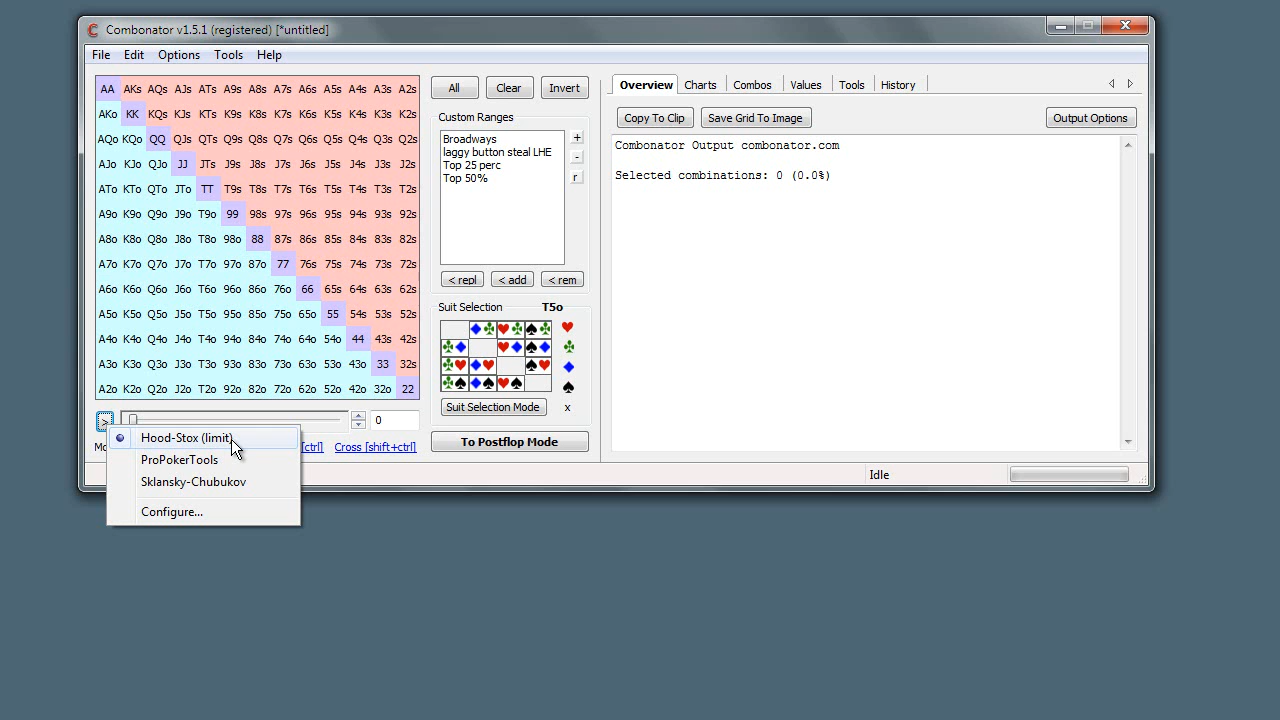 Combonator v1.5.1 (registered) [*untitled]
File Edit Options Tools Help
AA AKs AQs AJs ATs A9s A8s A7s A6s A5s A4s A3s A2s
AKo KK KQs KJs KTs K9s K8s K7s K6s K5s K4s K3s K2s
AQo KQo QQ QJs QTs Q9s Q8s Q7s Q6s Q5s Q4s Q3s Q2s
AJo KJo QJo JJ JTs J9s J8s J7s J6s J5s J4s J3s J2s
ATo KTo QTo JTo TT T9s T8s T7s T6s T5s T4s T3s T2s
A9o K9o Q9o J9o T9o 99 98s 97s 96s 95s 94s 93s 92s
A8o K8o Q8o J8o T8o 98o 88 87s 86s 85s 84s 83s 82s
A7o K7o Q7o J7o T7o 97o 87o 77 76s 75s 74s 73s 72s
A6o K6o Q6o J6o T6o 96o 86o 76o 66 65s 64s 63s 62s
A5o K5o Q5o J5o T5o 95o 85o 75o 65o 55 54s 53s 52s
A4o K4o Q4o J4o T4o 94o 84o 74o 64o 54o 44 43s 42s
A3o K3o Q3o J3o T3o 93o 83o 73o 63o 53o 43o 33 32s
A2o K2o Q2o J2o T2o 92o 82o 72o 62o 52o 42o 32o 22
> 0
[ctrl] Cross [shift+ctrl]
Hood-Stox (limit)
ProPokerTools
Sklansky-Chubukov
Configure...
All Clear Invert
Custom Ranges
Broadways
laggy button steal LHE
Top 25 perc
Top 50%
+
-
r
< repl < add < rem
Suit Selection T5o
Suit Selection Mode x
To Postflop Mode
Overview Charts Combos Values Tools History
Copy To Clip Save Grid To Image Output Options
Combonator Output combonator.com
Selected combinations: 0 (0.0%)
Idle